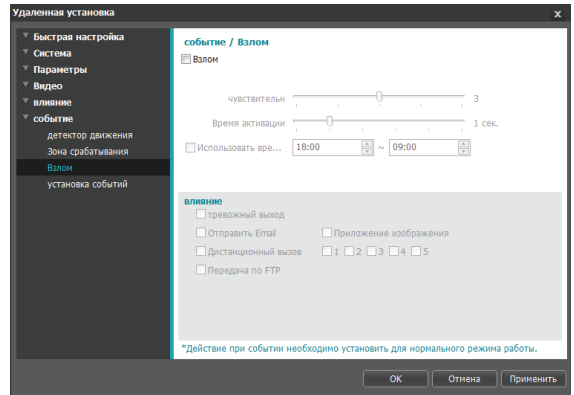 Удаленная установка x
Быстрая настройка
Система
Параметры
Видео
влияние
событие
детектор движения
Зона срабатывания
Взлом
установка событий
событие / Взлом
Взлом
чувствительн 3
Время активации 1 сек.
Использовать вре... 18:00 ~ 09:00
влияние
тревожный выход
Отправить Email Приложение изображения
Дистанционный вызов 1 2 3 4 5
Передача по FTP
*Действие при событии необходимо установить для нормального режима работы.
OK Отмена Применить